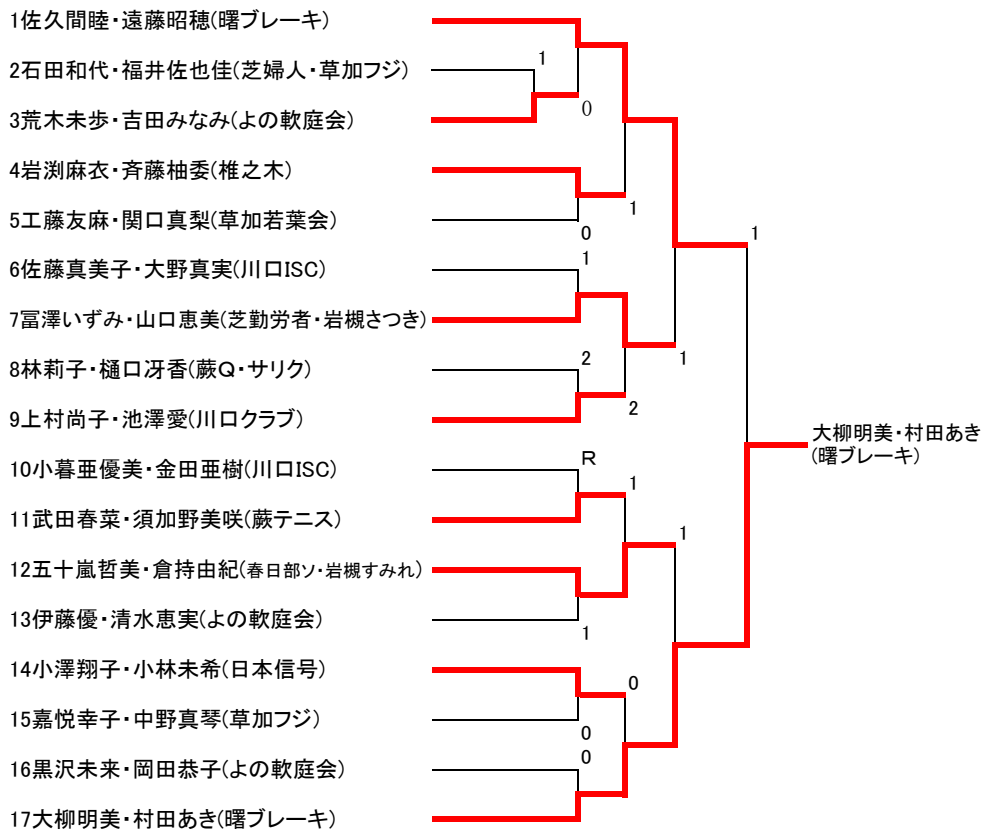 1佐久間睦・遠藤昭穂(曙ブレーキ)
1
2石田和代・福井佐也佳(芝婦人・草加フジ)
0
3荒木未歩・吉田みなみ(よの軟庭会)
4岩渕麻衣・斉藤柚委(椎之木)
1
5工藤友麻・関口真梨(草加若葉会)
0
1
1
6佐藤真美子・大野真実(川口ISC)
7冨澤いずみ・山口恵美(芝勤労者・岩槻さつき)
2
1
8林莉子・樋口冴香(蕨Q・サリク)
2
9上村尚子・池澤愛(川口クラブ)
大柳明美・村田あき
(曙ブレーキ)
R
10小暮亜優美・金田亜樹(川口ISC)
1
11武田春菜・須加野美咲(蕨テニス)
1
12五十嵐哲美・倉持由紀(春日部ソ・岩槻すみれ)
13伊藤優・清水恵実(よの軟庭会)
1
14小澤翔子・小林未希(日本信号)
0
15嘉悦幸子・中野真琴(草加フジ)
0
0
16黒沢未来・岡田恭子(よの軟庭会)
17大柳明美・村田あき(曙ブレーキ)